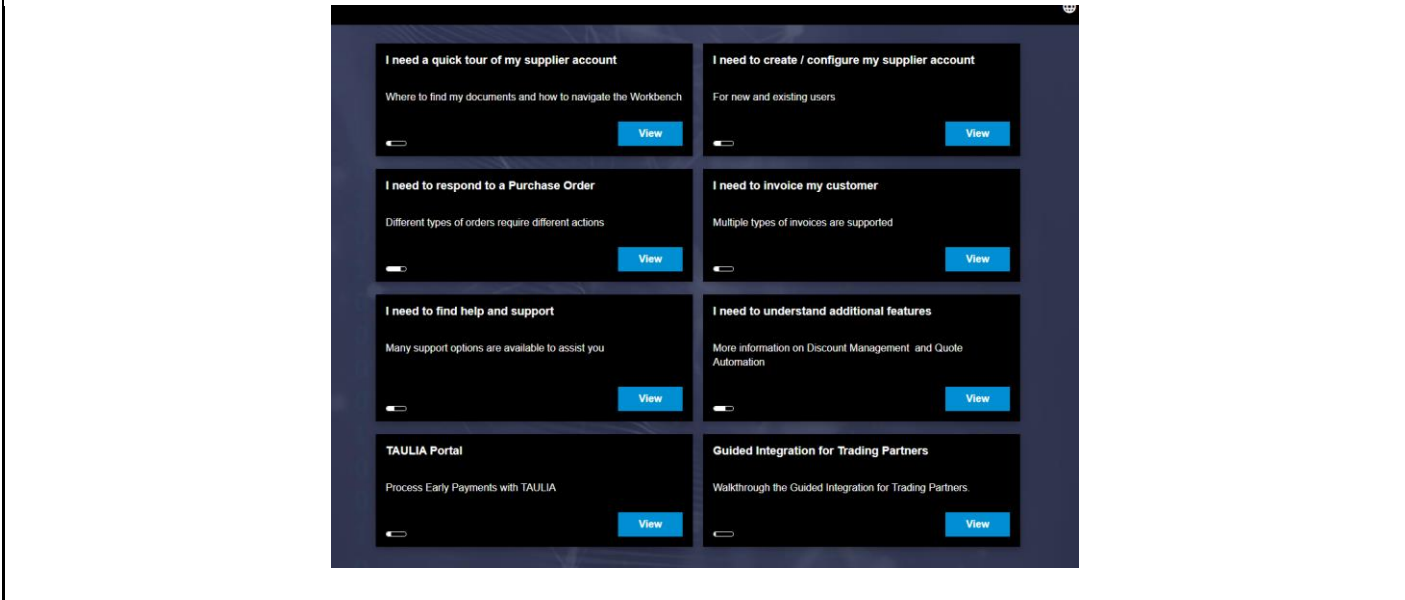 I need a quick tour of my supplier account
Where to find my documents and how to navigate the Workbench
View
I need to create / configure my supplier account
For new and existing users
View
I need to respond to a Purchase Order
Different types of orders require different actions
View
I need to invoice my customer
Multiple types of invoices are supported
View
I need to find help and support
Many support options are available to assist you
View
I need to understand additional features
More information on Discount Management and Quote
Automation
View
TAULIA Portal
Process Early Payments with TAULIA
View
Guided Integration for Trading Partners
Walkthrough the Guided Integration for Trading Partners.
View